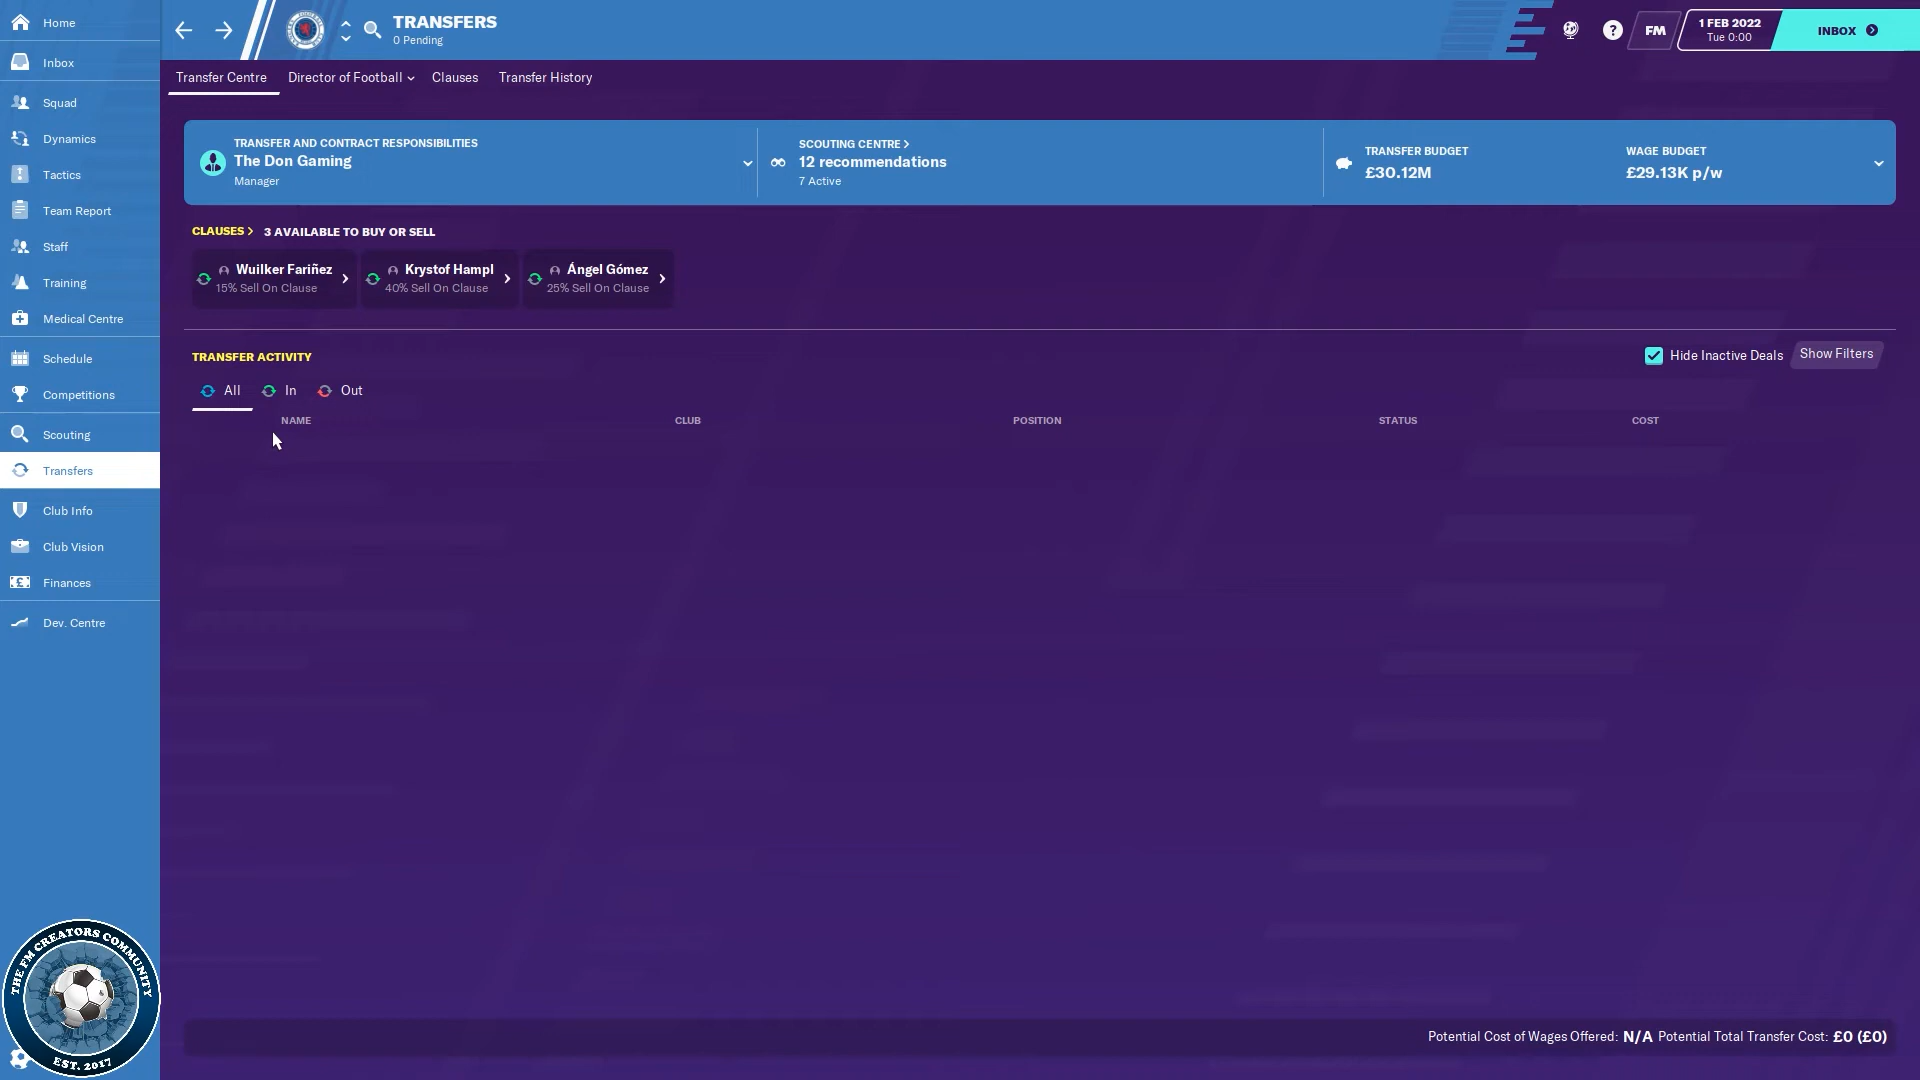 Home
Inbox
Squad
Dynamics
Tactics
Team Report
Staff
Training
Medical Centre
Schedule
Competitions
Scouting
Transfers
Club Info
Club Vision
Finances
Dev. Centre
THE FM CREATORS COMMUNITY
EST. 2017
TRANSFERS
0 Pending
?
FM
1 FEB 2022
Tue 0:00
INBOX
Transfer Centre Director of Football Clauses Transfer History
TRANSFER AND CONTRACT RESPONSIBILITIES
The Don Gaming
Manager
SCOUTING CENTRE >
12 recommendations
7 Active
TRANSFER BUDGET
£30.12M
WAGE BUDGET
£29.13K p/w
CLAUSES > 3 AVAILABLE TO BUY OR SELL
Wuilker Fariñez
15% Sell On Clause
Krystof Hampl
40% Sell On Clause
Ángel Gómez
25% Sell On Clause
TRANSFER ACTIVITY
Hide Inactive Deals Show Filters
All In Out
NAME CLUB POSITION STATUS COST
Potential Cost of Wages Offered: N/A Potential Total Transfer Cost: £0 (£0)